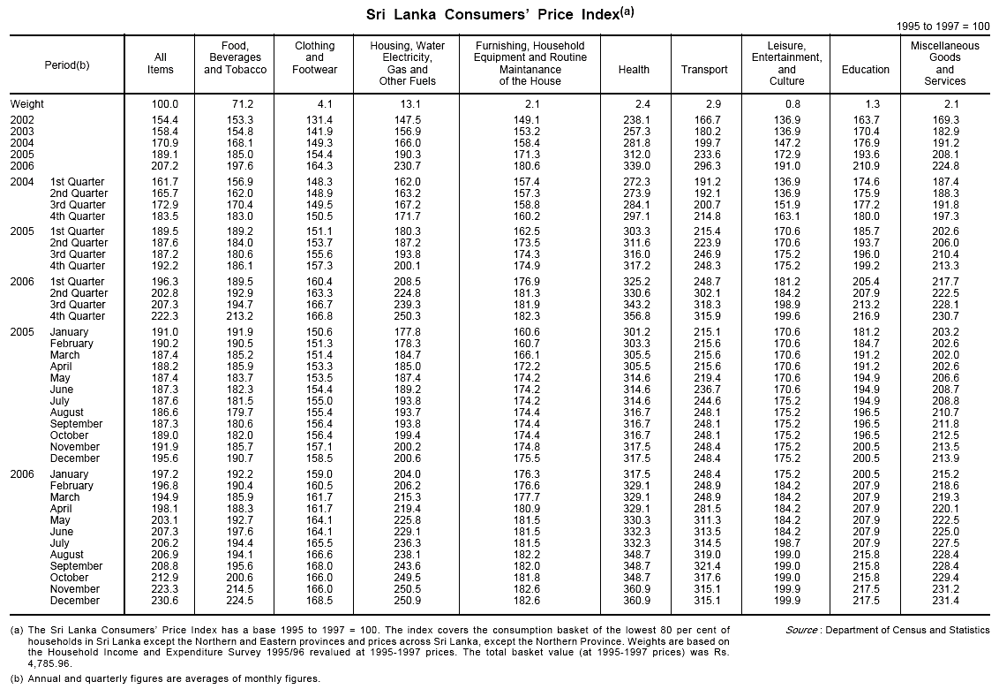 Sri Lanka Consumers' Price Index(a)
1995 to 1997 = 100
Period(b) All Items Food, Beverages and Tobacco Clothing and Footwear Housing, Water Electricity, Gas and Other Fuels Furnishing, Household Equipment and Routine Maintanance of the House Health Transport Leisure, Entertainment, and Culture Education Miscellaneous Goods and Services
Weight 100.0 71.2 4.1 13.1 2.1 2.4 2.9 0.8 1.3 2.1
2002 154.4 153.3 131.4 147.5 149.1 238.1 166.7 136.9 163.7 169.3
2003 158.4 154.8 141.9 156.9 153.2 257.3 180.2 136.9 170.4 182.9
2004 170.9 168.1 149.3 166.0 158.4 281.8 199.7 147.2 176.9 191.2
2005 189.1 185.0 154.4 190.3 171.3 312.0 233.6 172.9 193.6 208.1
2006 207.2 197.6 164.3 230.7 180.6 339.0 296.3 191.0 210.9 224.8
2004 1st Quarter 161.7 156.9 148.3 162.0 157.4 272.3 191.2 136.9 174.6 187.4
2nd Quarter 165.7 162.0 148.9 163.2 157.3 273.9 192.1 136.9 175.9 188.3
3rd Quarter 172.9 170.4 149.5 167.2 158.8 284.1 200.7 151.9 177.2 191.8
4th Quarter 183.5 183.0 150.5 171.7 160.2 297.1 214.8 163.1 180.0 197.3
2005 1st Quarter 189.5 189.2 151.1 180.3 162.5 303.3 215.4 170.6 185.7 202.6
2nd Quarter 187.6 184.0 153.7 187.2 173.5 311.6 223.9 170.6 193.7 206.0
3rd Quarter 187.2 180.6 155.6 193.8 174.3 316.0 246.9 175.2 196.0 210.4
4th Quarter 192.2 186.1 157.3 200.1 174.9 317.2 248.3 175.2 199.2 213.3
2006 1st Quarter 196.3 189.5 160.4 208.5 176.9 325.2 248.7 181.2 205.4 217.7
2nd Quarter 202.8 192.9 163.3 224.8 181.3 330.6 302.1 184.2 207.9 222.5
3rd Quarter 207.3 194.7 166.7 239.3 181.9 343.2 318.3 198.9 213.2 228.1
4th Quarter 222.3 213.2 166.8 250.3 182.3 356.8 315.9 199.6 216.9 230.7
2005 January 191.0 191.9 150.6 177.8 160.6 301.2 215.1 170.6 181.2 203.2
February 190.2 190.5 151.3 178.3 160.7 303.3 215.6 170.6 184.7 202.6
March 187.4 185.2 151.4 184.7 166.1 305.5 215.6 170.6 191.2 202.0
April 188.2 185.9 153.3 185.0 172.2 305.5 215.6 170.6 191.2 202.6
May 187.4 183.7 153.5 187.4 174.2 314.6 219.4 170.6 194.9 206.6
June 187.3 182.3 154.4 189.2 174.2 314.6 236.7 170.6 194.9 208.7
July 187.6 181.5 155.0 193.8 174.2 314.6 244.6 175.2 194.9 208.8
August 186.6 179.7 155.4 193.7 174.4 316.7 248.1 175.2 196.5 210.7
September 187.3 180.6 156.4 193.8 174.4 316.7 248.1 175.2 196.5 211.8
October 189.0 182.0 156.4 199.4 174.4 316.7 248.1 175.2 196.5 212.5
November 191.9 185.7 157.1 200.2 174.8 317.5 248.4 175.2 200.5 213.5
December 195.6 190.7 158.5 200.6 175.5 317.5 248.4 175.2 200.5 213.9
2006 January 197.2 192.2 159.0 204.0 176.3 317.5 248.4 175.2 200.5 215.2
February 196.8 190.4 160.5 206.2 176.6 329.1 248.9 184.2 207.9 218.6
March 194.9 185.9 161.7 215.3 177.7 329.1 248.9 184.2 207.9 219.3
April 198.1 188.3 161.7 219.4 180.9 329.1 281.5 184.2 207.9 220.1
May 203.1 192.7 164.1 225.8 181.5 330.3 311.3 184.2 207.9 222.5
June 207.3 197.6 164.1 229.1 181.5 332.3 313.5 184.2 207.9 225.0
July 206.2 194.4 165.5 236.3 181.5 332.3 314.5 198.7 207.9 227.5
August 206.9 194.1 166.6 238.1 182.2 348.7 319.0 199.0 215.8 228.4
September 208.8 195.6 168.0 243.6 182.0 348.7 321.4 199.0 215.8 228.4
October 212.9 200.6 166.0 249.5 181.8 348.7 317.6 199.0 215.8 229.4
November 223.3 214.5 166.0 250.5 182.6 360.9 315.1 199.9 217.5 231.2
December 230.6 224.5 168.5 250.9 182.6 360.9 315.1 199.9 217.5 231.4
(a) The Sri Lanka Consumers' Price Index has a base 1995 to 1997 = 100. The index covers the consumption basket of the lowest 80 per cent of
households in Sri Lanka except the Northern and Eastern provinces and prices across Sri Lanka, except the Northern Province. Weights are based on
the Household Income and Expenditure Survey 1995/96 revalued at 1995-1997 prices. The total basket value (at 1995-1997 prices) was Rs.
4,785.96.
Source : Department of Census and Statistics
(b) Annual and quarterly figures are averages of monthly figures.